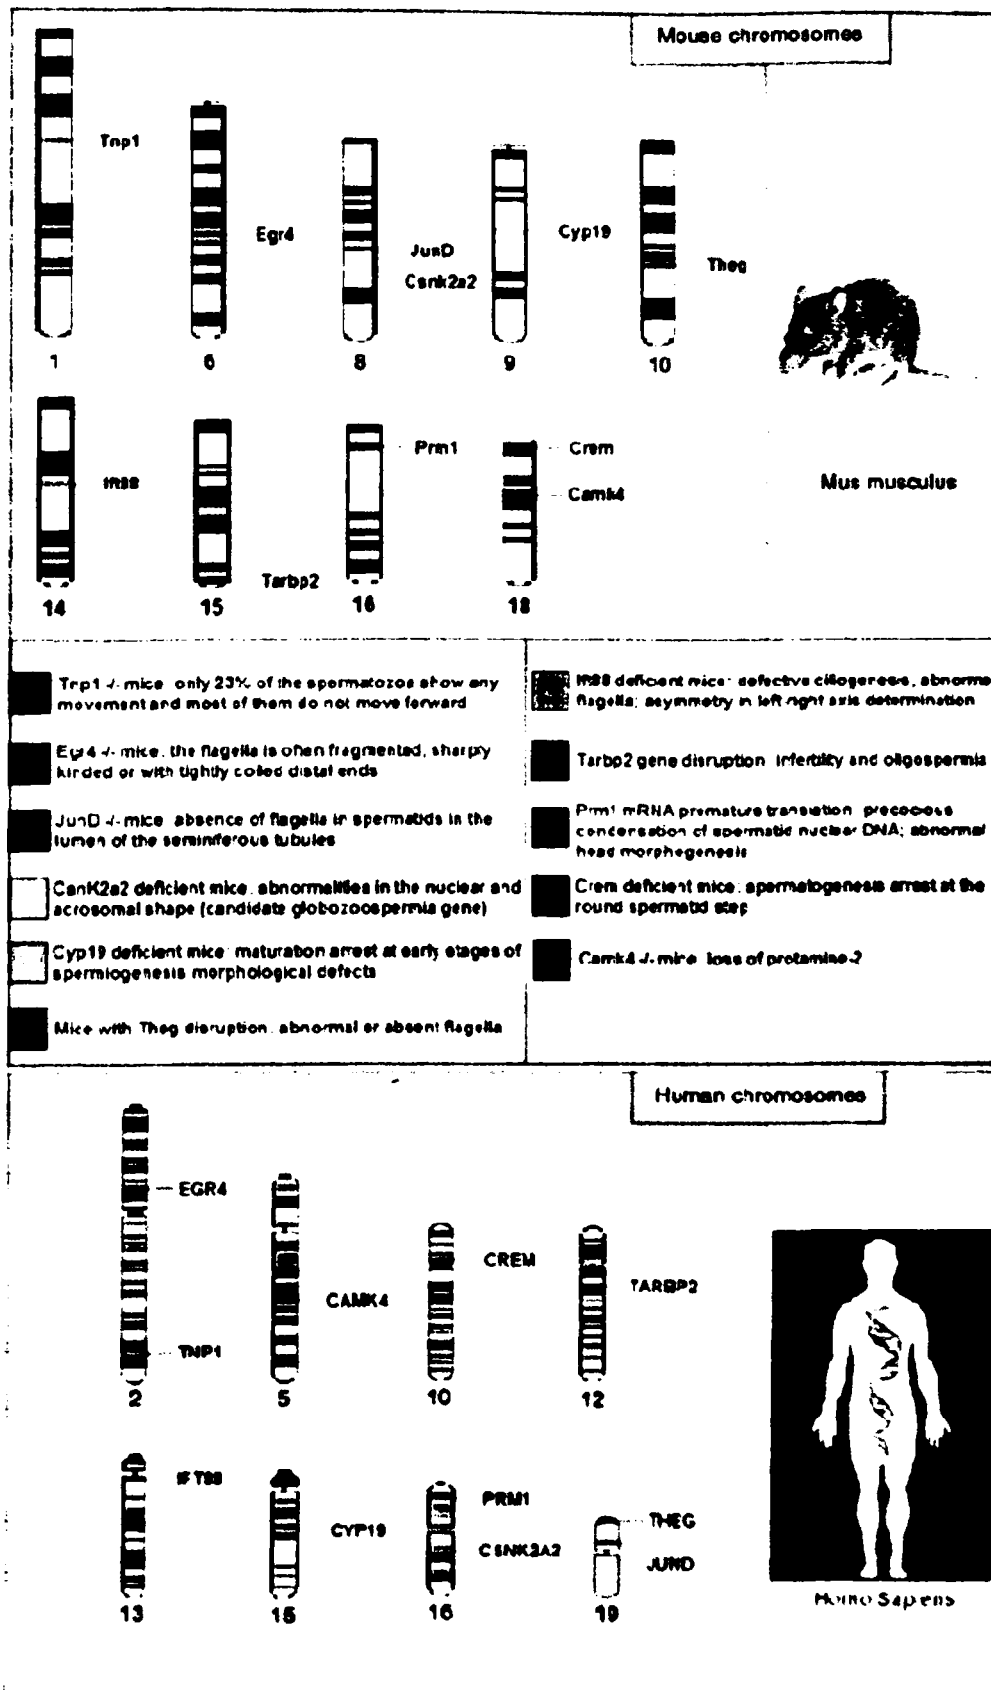 Mouse chromosomes
Tnp1
Egr4
JunD
Csnk2a2
Cyp19
Theg
1
6
8
9
10
Prm1
Crem
Camk4
Tarbp2
14
15
16
18
Mus musculus
Tnp1 -/- mice: only 23% of the spermatozoa show any
movement and most of them do not move forward
Egr4 -/- mice: the flagella is often fragmented, sharply
kinded or with tightly coiled distal ends
JunD -/- mice: absence of flagella in spermatids in the
lumen of the seminiferous tubules
CsnK2a2 deficient mice: abnormalities in the nuclear and
acrosomal shape (candidate globozoospermia gene)
Cyp19 deficient mice: maturation arrest at early stages of
spermiogenesis morphological defects
Mice with Theg disruption: abnormal or absent flagella
deficient mice: defective ciliogenesis, abnorma
flagella; asymmetry in left-right axis determination
Tarbp2 gene disruption: infertility and oligospermia
Prm1 mRNA premature translation: precocious
condensation of spermatic nuclear DNA; abnormal
head morphegenesis
Crem deficient mice: spermatogenesis arrest at the
round spermatid step
Camk4 -/- mice: loss of protamine-2
Human chromosomes
EGR4
TNP1
CAMK4
CREM
TARBP2
2
5
10
12
IFT88
CYP19
PRM1
CSNK2A2
THEG
JUND
13
15
16
19
Homo Sapiens